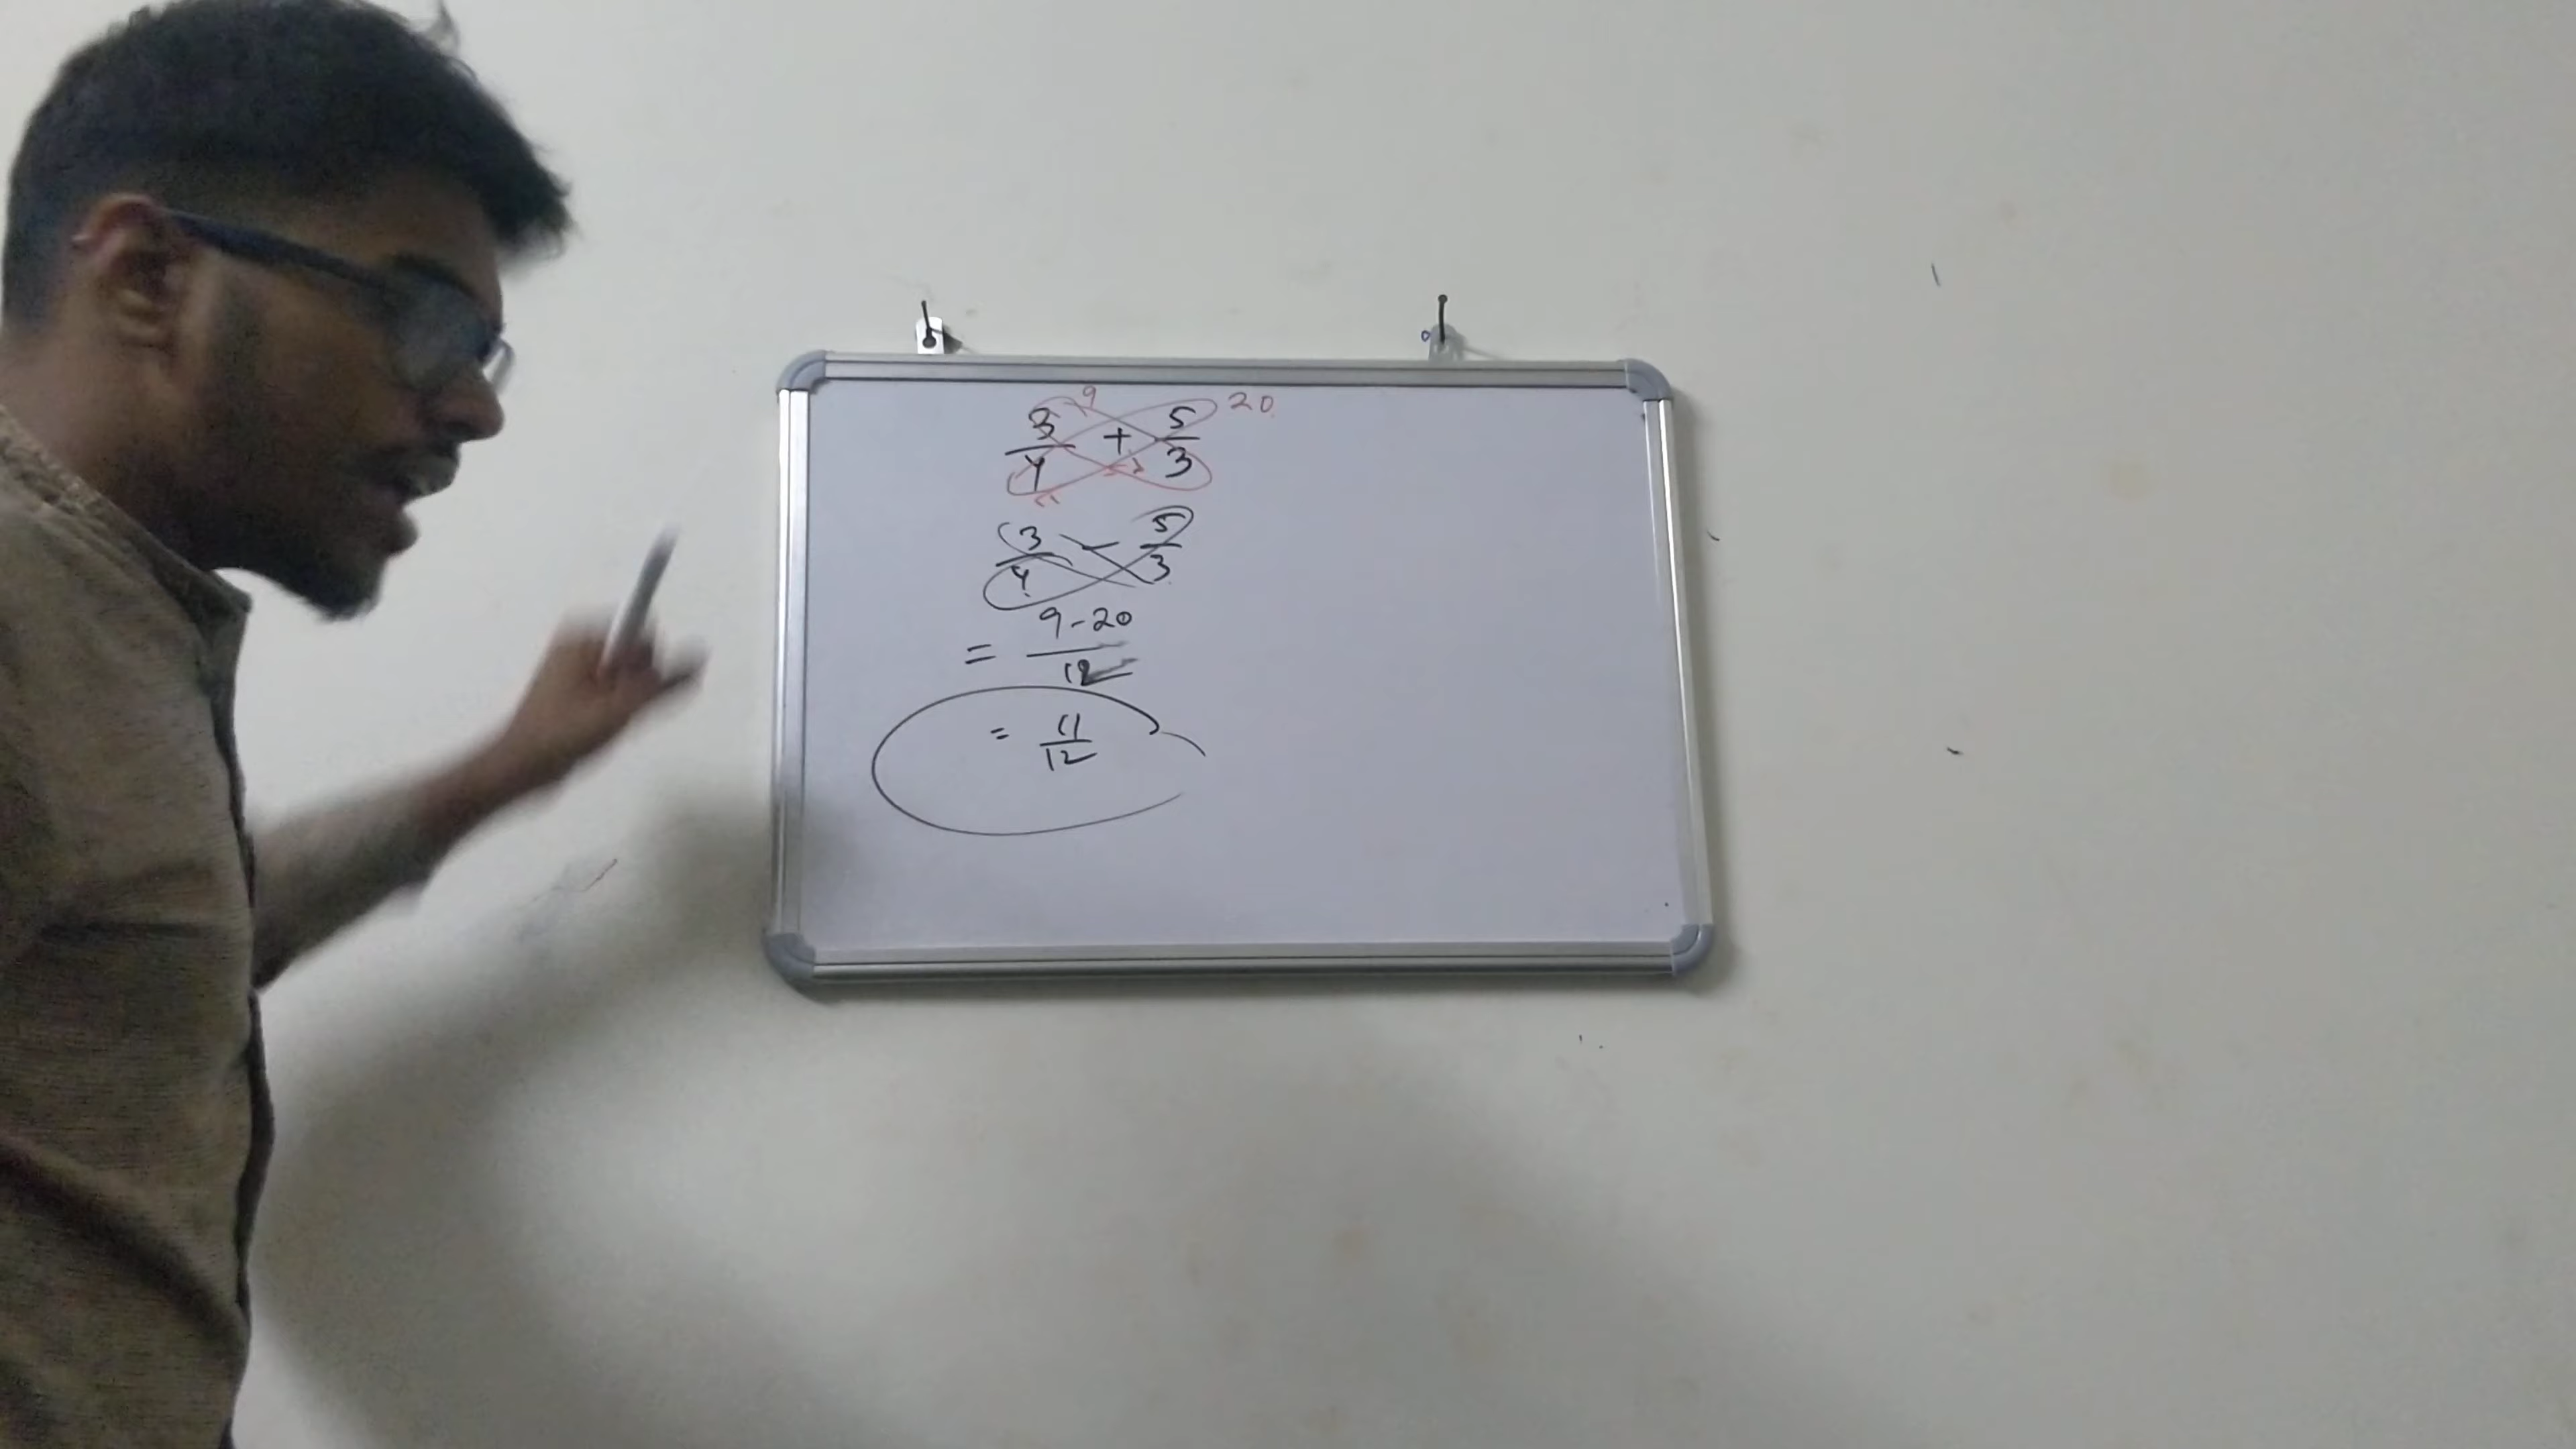 9 20
3/4 + 5/3
3/4 - 5/3
= 9-20/12
= 11/12